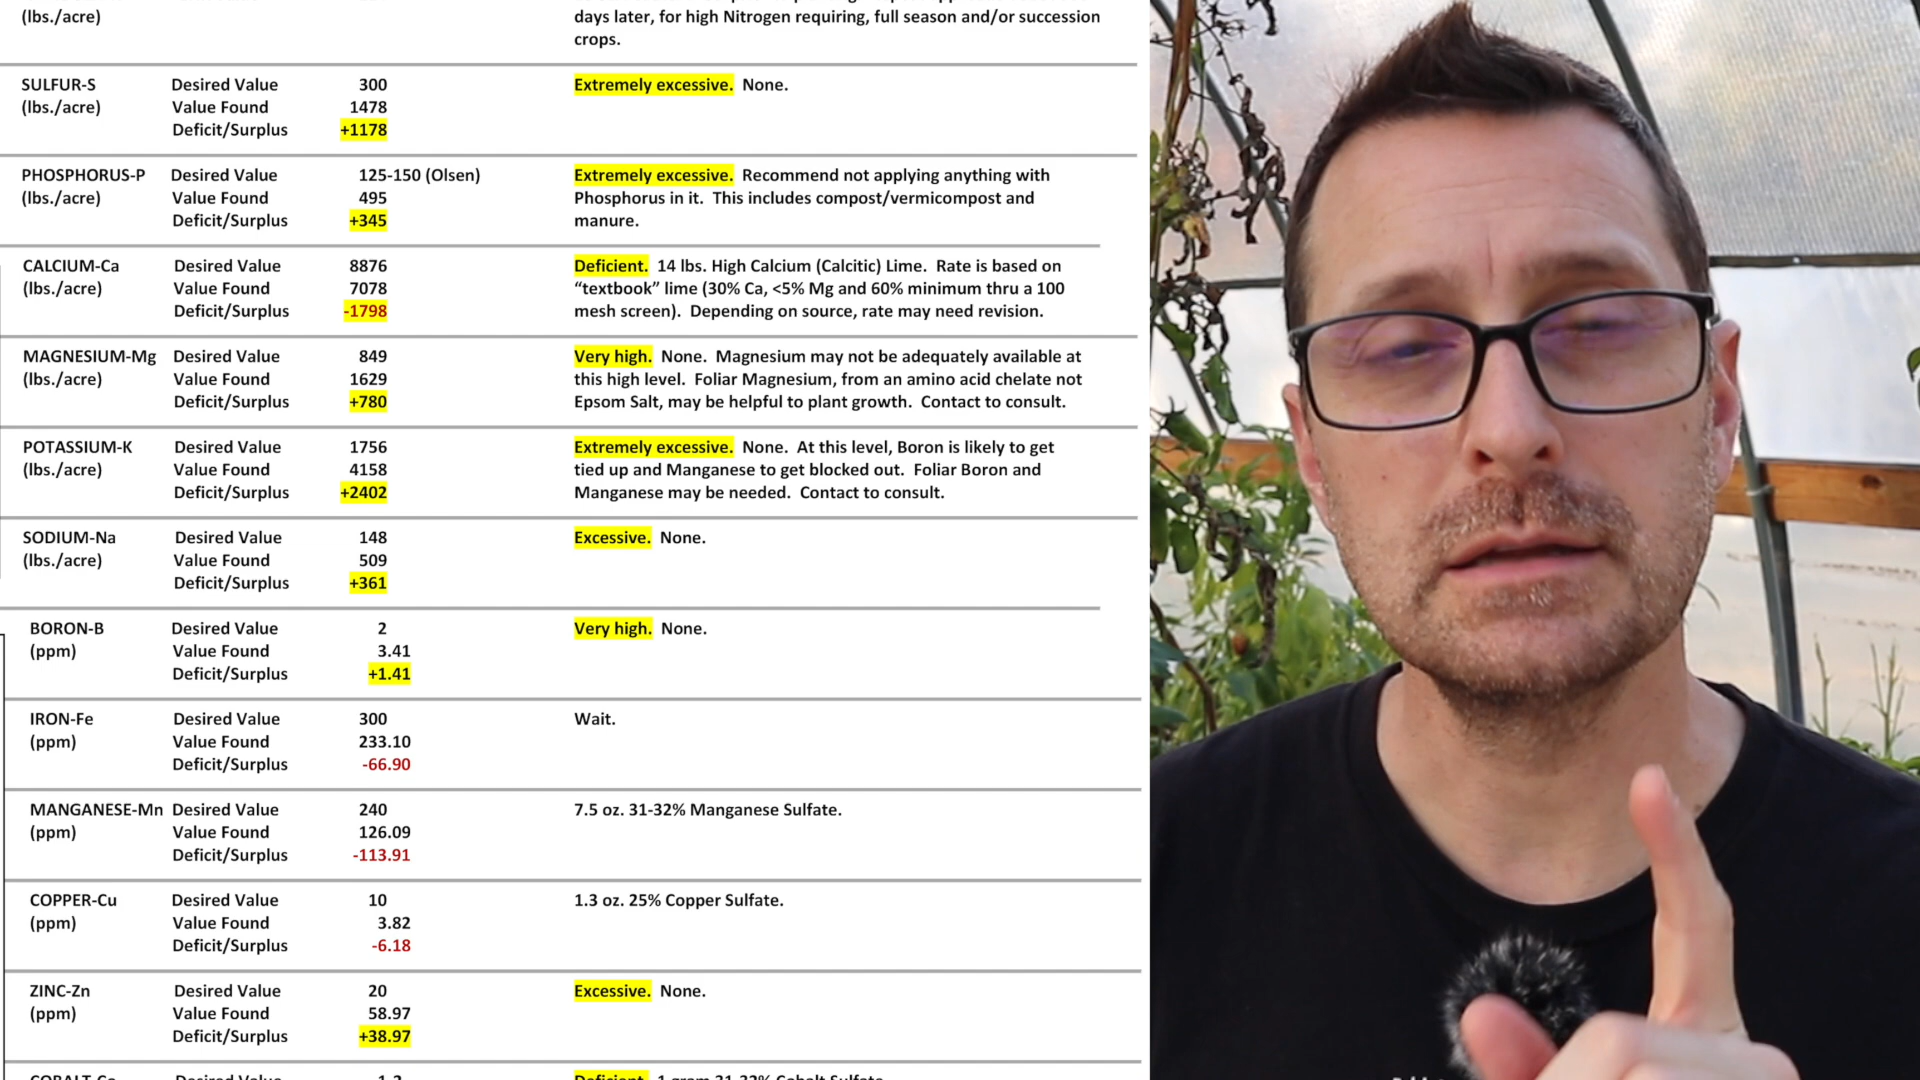 (lbs./acre)
days later, for high Nitrogen requiring, full season and/or succession
crops.
SULFUR-S Desired Value 300 Extremely excessive. None.
(lbs./acre) Value Found 1478
Deficit/Surplus +1178
PHOSPHORUS-P Desired Value 125-150 (Olsen) Extremely excessive. Recommend not applying anything with
(lbs./acre) Value Found 495 Phosphorus in it. This includes compost/vermicompost and
Deficit/Surplus +345 manure.
CALCIUM-Ca Desired Value 8876 Deficient. 14 lbs. High Calcium (Calcitic) Lime. Rate is based on
(lbs./acre) Value Found 7078 “textbook” lime (30% Ca, <5% Mg and 60% minimum thru a 100
Deficit/Surplus -1798 mesh screen). Depending on source, rate may need revision.
MAGNESIUM-Mg Desired Value 849 Very high. None. Magnesium may not be adequately available at
(lbs./acre) Value Found 1629 this high level. Foliar Magnesium, from an amino acid chelate not
Deficit/Surplus +780 Epsom Salt, may be helpful to plant growth. Contact to consult.
POTASSIUM-K Desired Value 1756 Extremely excessive. None. At this level, Boron is likely to get
(lbs./acre) Value Found 4158 tied up and Manganese to get blocked out. Foliar Boron and
Deficit/Surplus +2402 Manganese may be needed. Contact to consult.
SODIUM-Na Desired Value 148 Excessive. None.
(lbs./acre) Value Found 509
Deficit/Surplus +361
BORON-B Desired Value 2 Very high. None.
(ppm) Value Found 3.41
Deficit/Surplus +1.41
IRON-Fe Desired Value 300 Wait.
(ppm) Value Found 233.10
Deficit/Surplus -66.90
MANGANESE-Mn Desired Value 240 7.5 oz. 31-32% Manganese Sulfate.
(ppm) Value Found 126.09
Deficit/Surplus -113.91
COPPER-Cu Desired Value 10 1.3 oz. 25% Copper Sulfate.
(ppm) Value Found 3.82
Deficit/Surplus -6.18
ZINC-Zn Desired Value 20 Excessive. None.
(ppm) Value Found 58.97
Deficit/Surplus +38.97